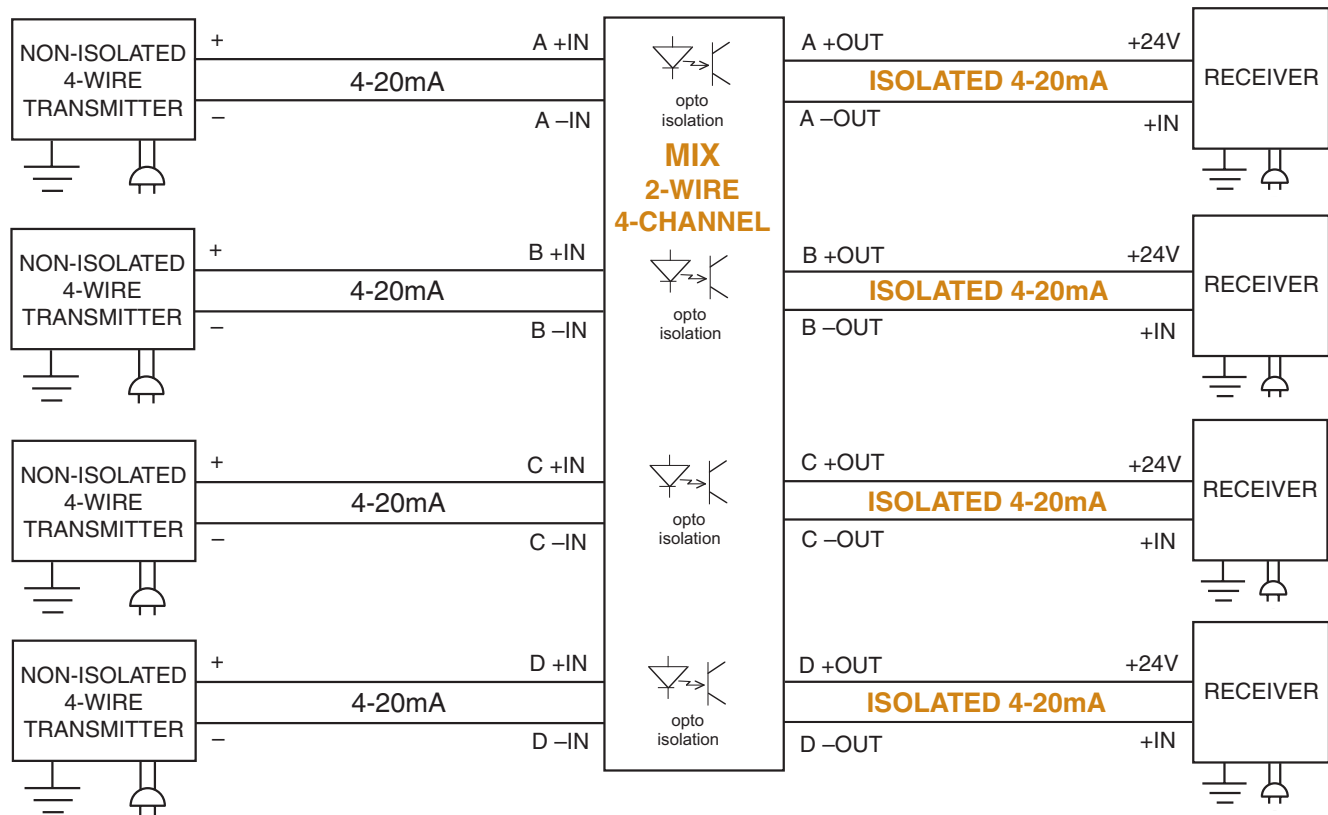 NON-ISOLATED
4-WIRE
TRANSMITTER
+
–
4-20mA
A +IN
A –IN
opto
isolation
MIX
2-WIRE
4-CHANNEL
A +OUT
ISOLATED 4-20mA
A –OUT
+24V
+IN
RECEIVER
NON-ISOLATED
4-WIRE
TRANSMITTER
+
–
4-20mA
B +IN
B –IN
opto
isolation
B +OUT
ISOLATED 4-20mA
B –OUT
+24V
+IN
RECEIVER
NON-ISOLATED
4-WIRE
TRANSMITTER
+
–
4-20mA
C +IN
C –IN
opto
isolation
C +OUT
ISOLATED 4-20mA
C –OUT
+24V
+IN
RECEIVER
NON-ISOLATED
4-WIRE
TRANSMITTER
+
–
4-20mA
D +IN
D –IN
opto
isolation
D +OUT
ISOLATED 4-20mA
D –OUT
+24V
+IN
RECEIVER